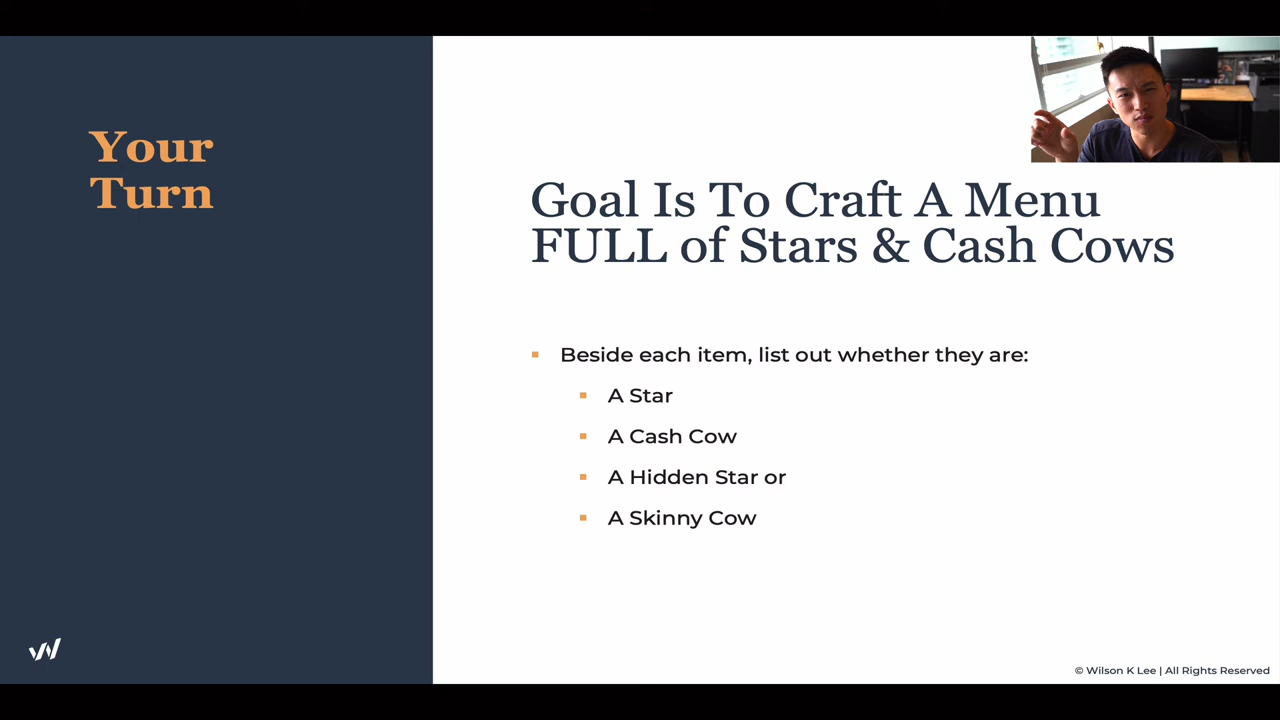 Your
Turn
Goal Is To Craft A Menu
FULL of Stars & Cash Cows
Beside each item, list out whether they are:
A Star
A Cash Cow
A Hidden Star or
A Skinny Cow
© Wilson K Lee | All Rights Reserved